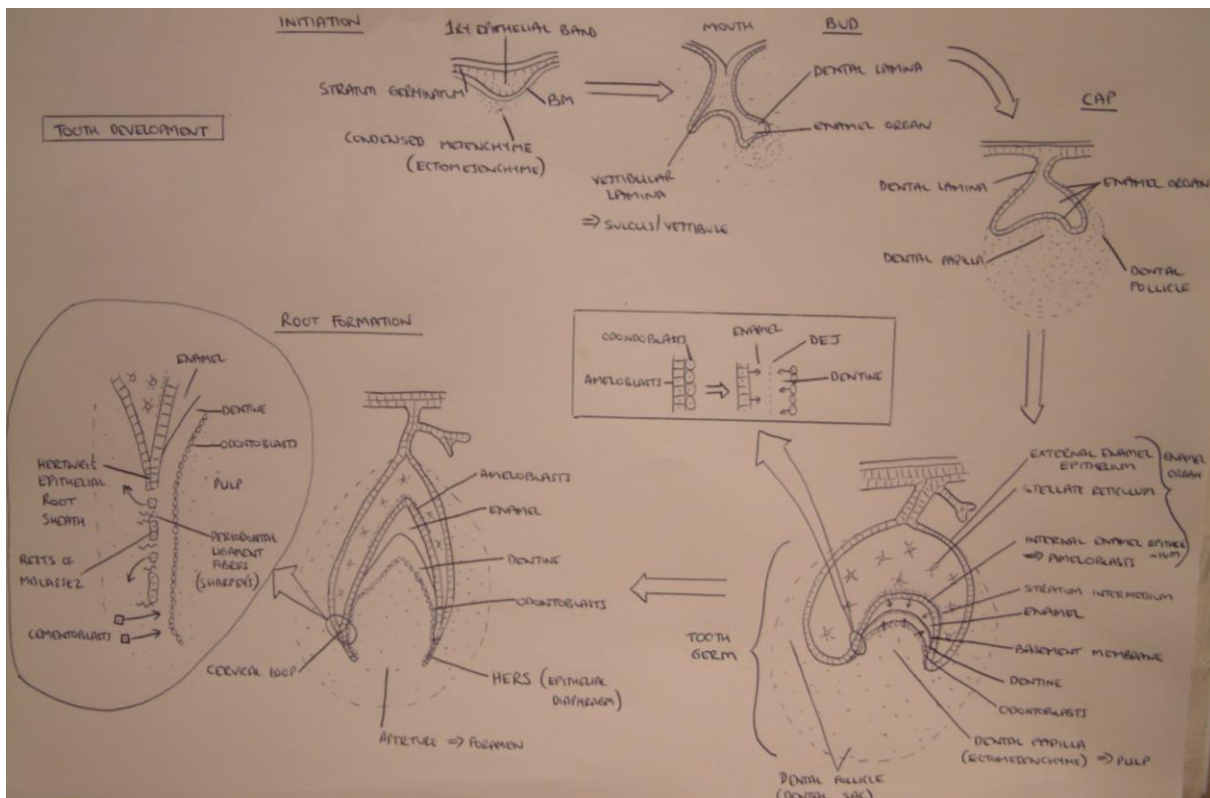 TOOTH DEVELOPMENT
INITIATION
1RY EPITHELIAL BAND
STRATUM GERMINATUM
BM
CONDENSED MESENCHYME
(ECTOMESENCHYME)
MOUTH
BUD
DENTAL LAMINA
ENAMEL ORGAN
VESTIBULAR
LAMINA
⇒ SULCUS/VESTIBULE
CAP
DENTAL LAMINA
ENAMEL ORGAN
DENTAL PAPILLA
DENTAL
FOLLICLE
ODONDOBLASTS
ENAMEL
DEJ
AMELOBLASTS
DENTINE
EXTERNAL ENAMEL
EPITHELIUM
ENAMEL
ORGAN
STELLATE RETICULUM
INTERNAL ENAMEL EPITHEL
-IUM
⇒ AMELOBLASTS
STRATUM INTERMEDIUM
ENAMEL
BASEMENT MEMBRANE
DENTINE
ODONTOBLASTS
DENTAL PAPILLA
(ECTOMESENCHYME) ⇒ PULP
TOOTH
GERM
DENTAL FOLLICLE
(DENTAL SAC)
ROOT FORMATION
AMELOBLASTS
ENAMEL
DENTINE
ODONTOBLASTS
HERS (EPITHELIAL
DIAPHRAGM)
CERVICAL LOOP
APERTURE ⇒ FORAMEN
ENAMEL
DENTINE
ODONTOBLASTS
PULP
HERTWIG'S
EPITHELIAL
ROOT
SHEATH
PERIODONTAL
LIGAMENT
FIBRES
(SHARPEY'S)
RESTS OF
MALASSEZ
CEMENTOBLASTS